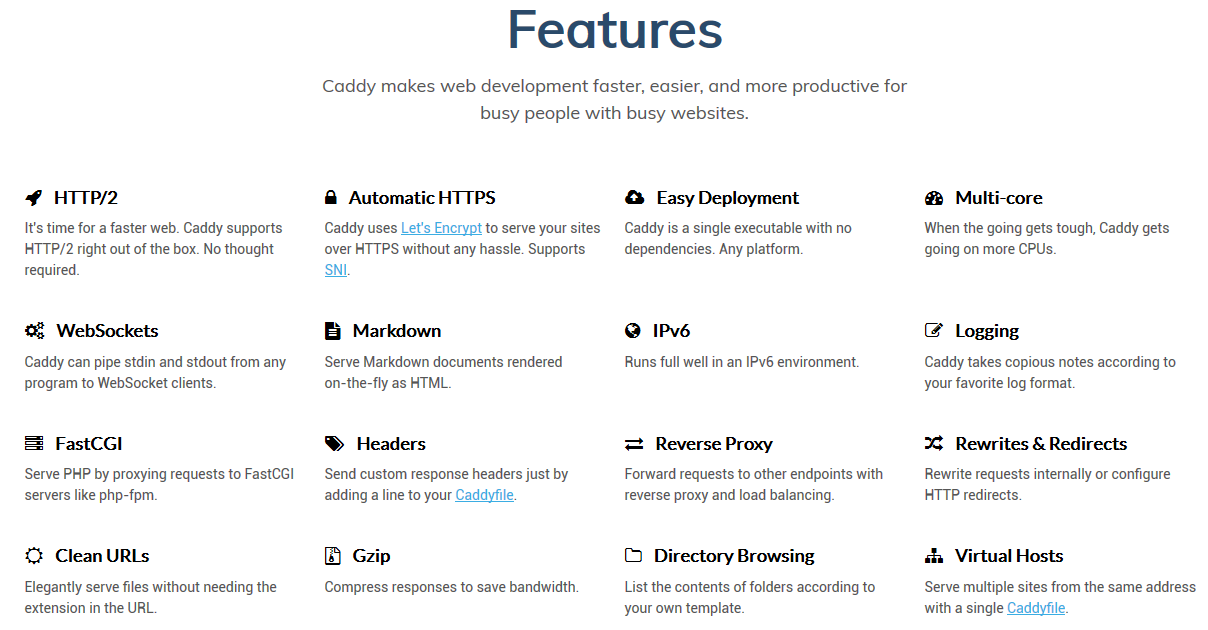 Features
Caddy makes web development faster, easier, and more productive for
busy people with busy websites.
HTTP/2
It's time for a faster web. Caddy supports
HTTP/2 right out of the box. No thought
required.
Automatic HTTPS
Caddy uses Let's Encrypt to serve your sites
over HTTPS without any hassle. Supports
SNI.
Easy Deployment
Caddy is a single executable with no
dependencies. Any platform.
Multi-core
When the going gets tough, Caddy gets
going on more CPUs.
WebSockets
Caddy can pipe stdin and stdout from any
program to WebSocket clients.
Markdown
Serve Markdown documents rendered
on-the-fly as HTML.
IPv6
Runs full well in an IPv6 environment.
Logging
Caddy takes copious notes according to
your favorite log format.
FastCGI
Serve PHP by proxying requests to FastCGI
servers like php-fpm.
Headers
Send custom response headers just by
adding a line to your Caddyfile.
Reverse Proxy
Forward requests to other endpoints with
reverse proxy and load balancing.
Rewrites & Redirects
Rewrite requests internally or configure
HTTP redirects.
Clean URLs
Elegantly serve files without needing the
extension in the URL.
Gzip
Compress responses to save bandwidth.
Directory Browsing
List the contents of folders according to
your own template.
Virtual Hosts
Serve multiple sites from the same address
with a single Caddyfile.